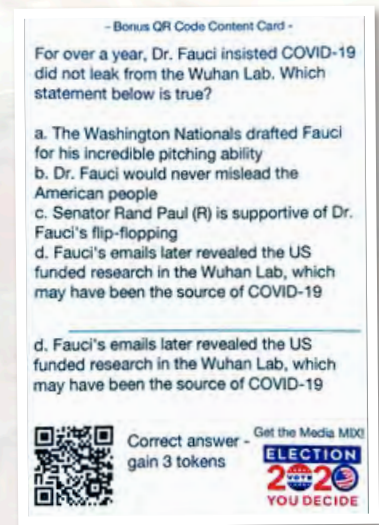 - Bonus QR Code Content Card -
For over a year, Dr. Fauci insisted COVID-19
did not leak from the Wuhan Lab. Which
statement below is true?
a. The Washington Nationals drafted Fauci
for his incredible pitching ability
b. Dr. Fauci would never mislead the
American people
c. Senator Rand Paul (R) is supportive of Dr.
Fauci's flip-flopping
d. Fauci's emails later revealed the US
funded research in the Wuhan Lab, which
may have been the source of COVID-19
d. Fauci's emails later revealed the US
funded research in the Wuhan Lab, which
may have been the source of COVID-19
Correct answer -
gain 3 tokens
Get the Media MIX!
ELECTION
VOTE
2020
YOU DECIDE